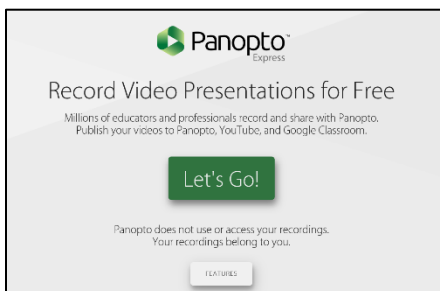 Panopto™
Express
Record Video Presentations for Free
Millions of educators and professionals record and share with Panopto.
Publish your videos to Panopto, YouTube, and Google Classroom.
Let's Go!
Panopto does not use or access your recordings.
Your recordings belong to you.
FEATURES